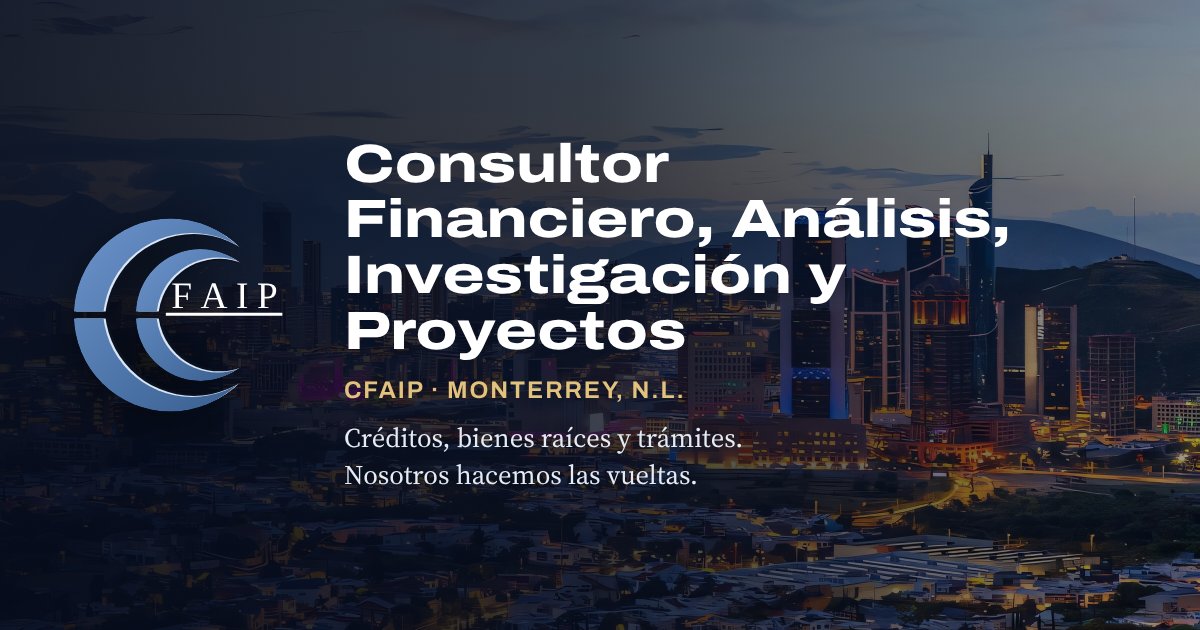 FAIP
Consultor
Financiero, Análisis,
Investigación y
Proyectos
CFAIP · MONTERREY, N.L.
Créditos, bienes raíces y trámites.
Nosotros hacemos las vueltas.